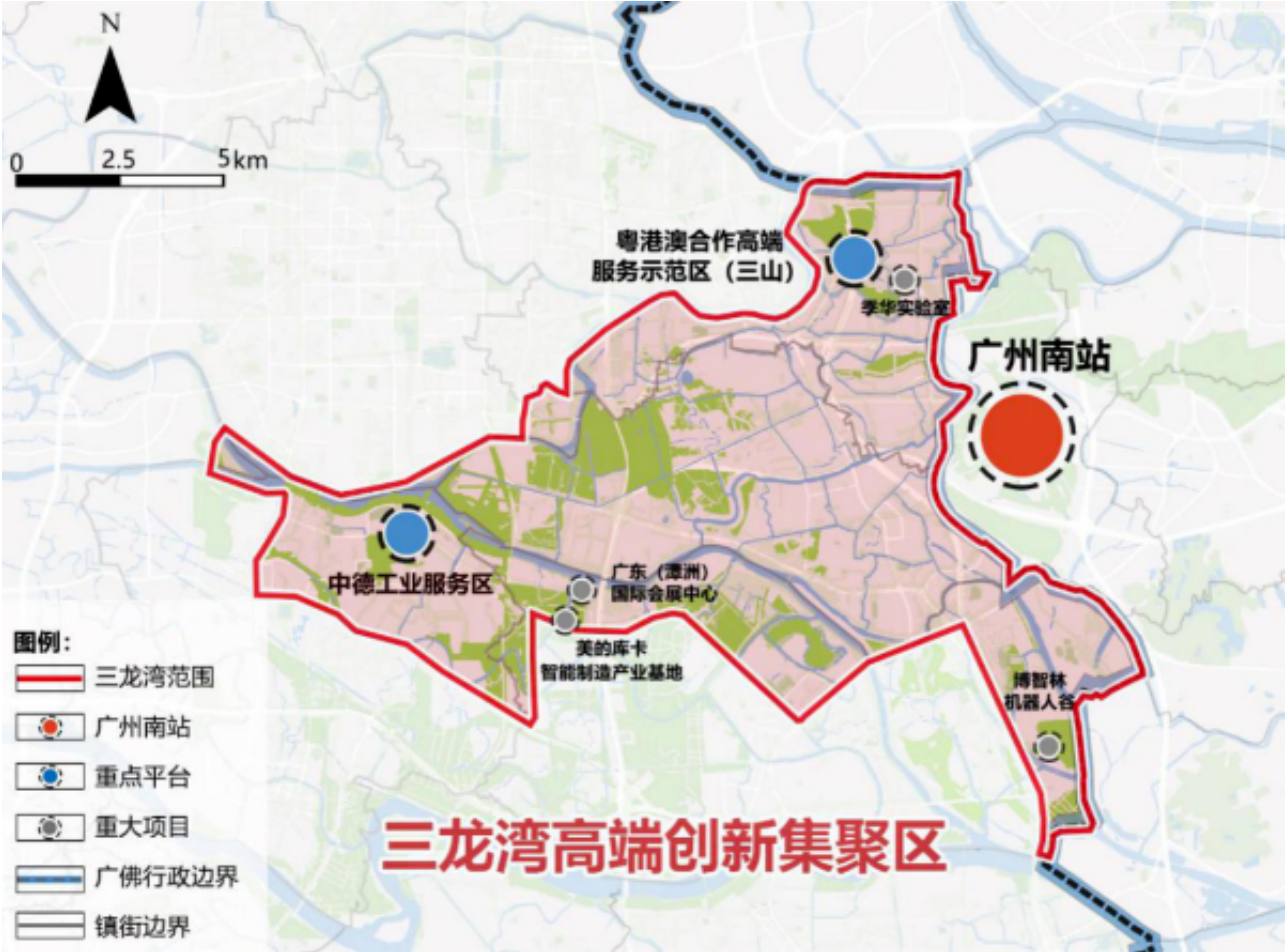 N
0 2.5 5km
粤港澳合作高端
服务示范区（三山）
季华实验室
广州南站
中德工业服务区
广东（潭洲）
国际会展中心
美的库卡
智能制造产业基地
博智林
机器人谷
图例：
三龙湾范围
广州南站
重点平台
重大项目
广佛行政边界
镇街边界
三龙湾高端创新集聚区